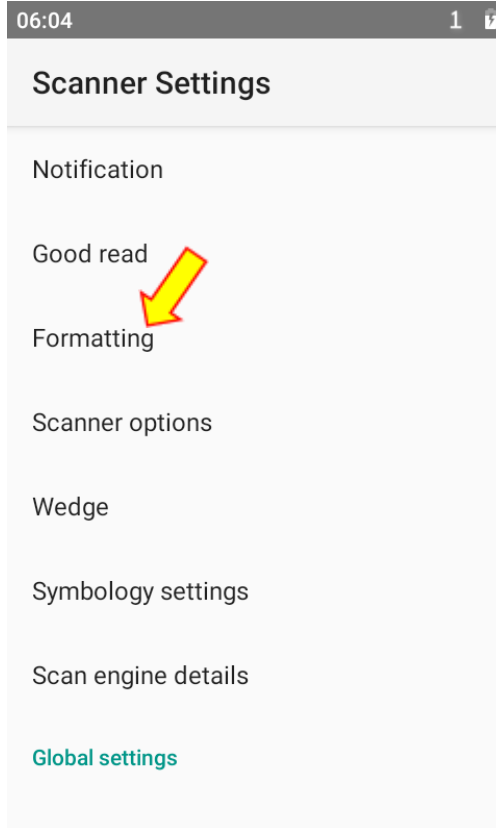 06:04 1
Scanner Settings
Notification
Good read
Formatting
Scanner options
Wedge
Symbology settings
Scan engine details
Global settings